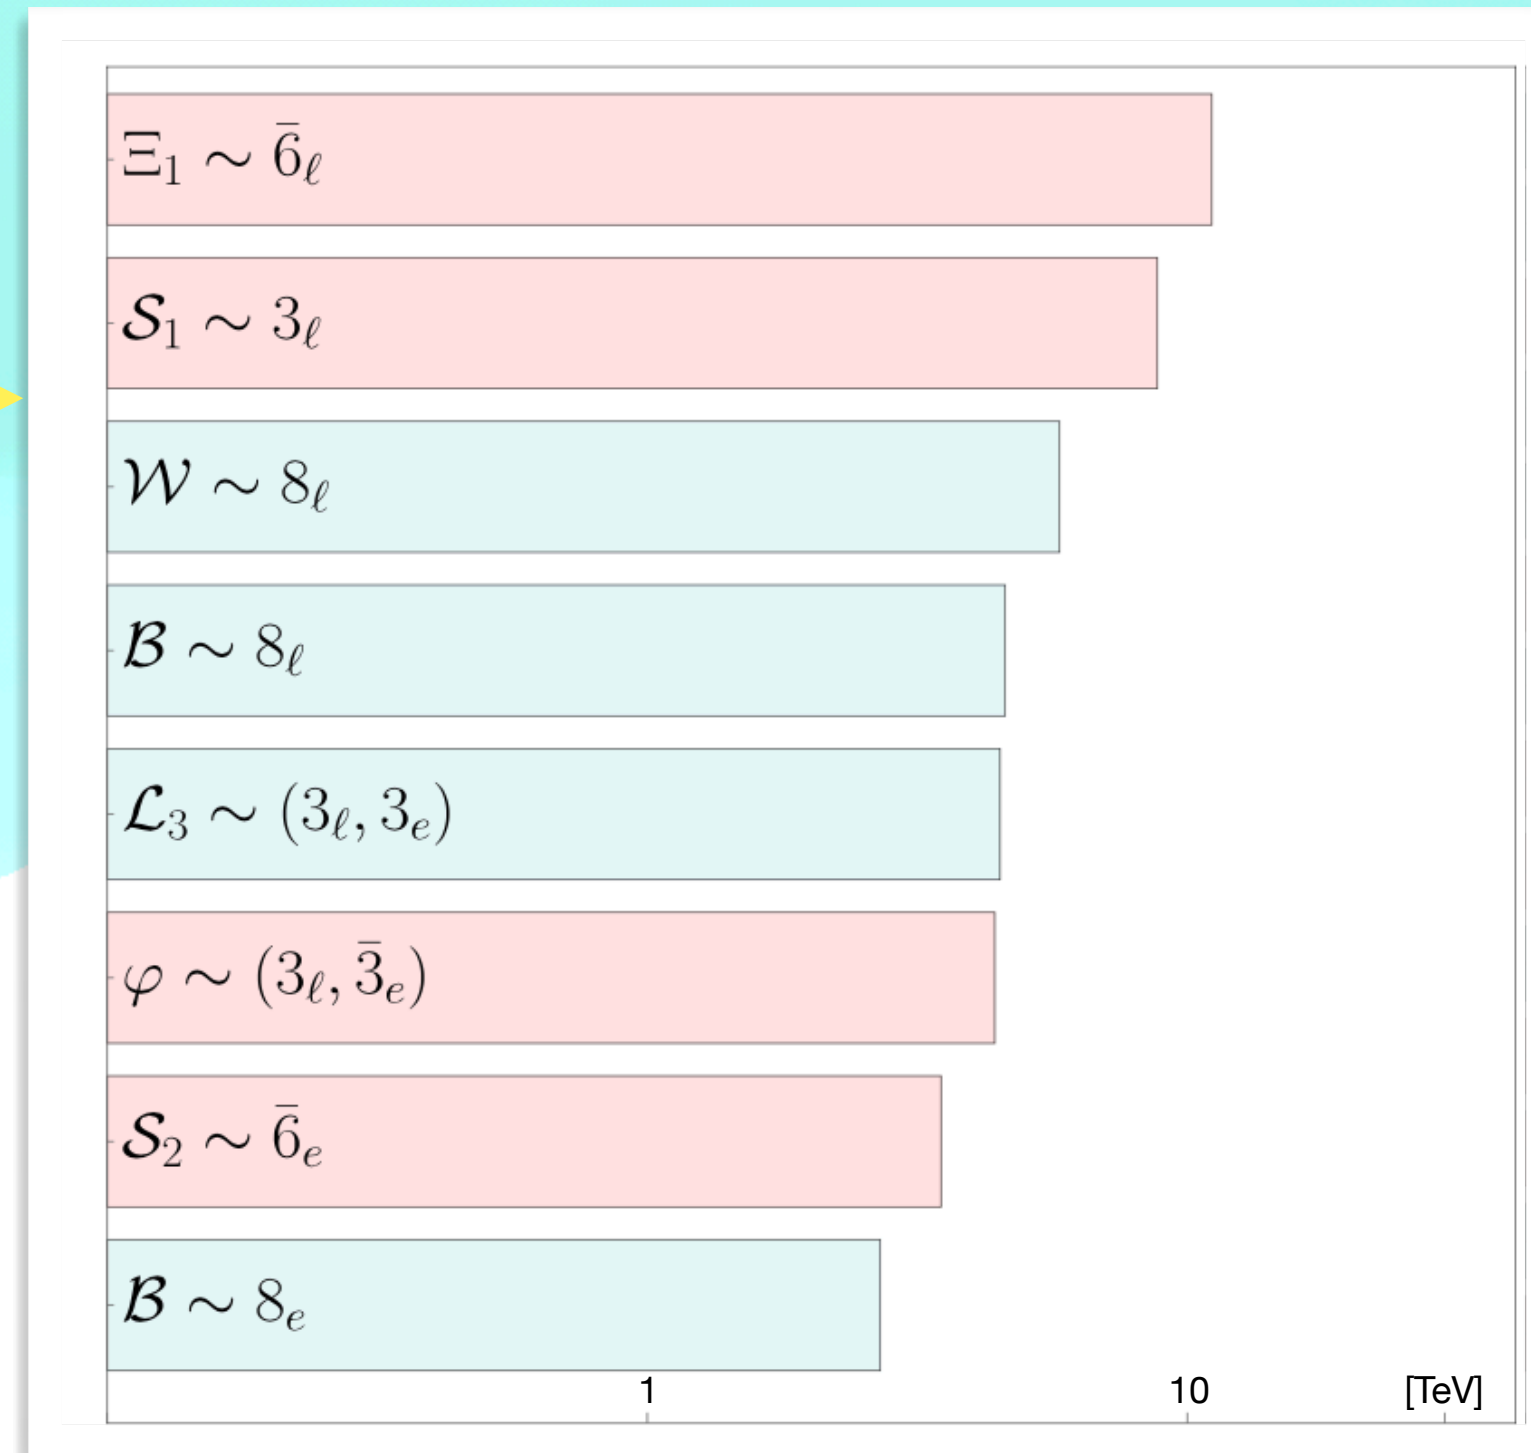 Ξ₁ ∼ 6̄ℓ
𝒮₁ ∼ 3ℓ
𝒲 ∼ 8ℓ
ℬ ∼ 8ℓ
ℒ₃ ∼ (3ℓ, 3ₑ)
φ ∼ (3ℓ, 3̄ₑ)
𝒮₂ ∼ 6̄ₑ
ℬ ∼ 8ₑ
1 10 [TeV]